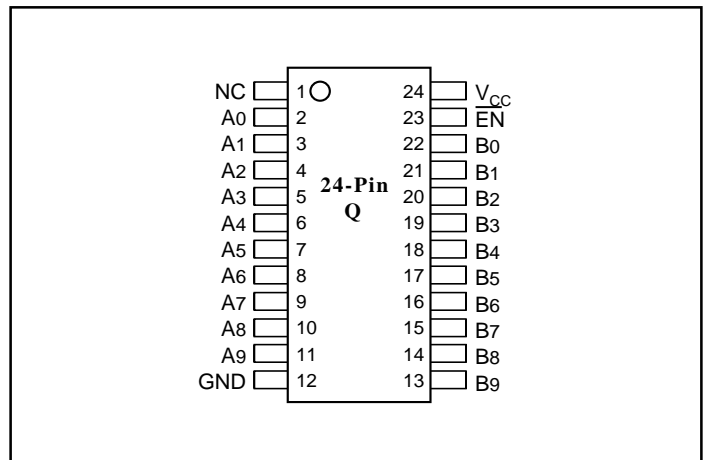 NC 1 24 VCC
A0 2 23 EN
A1 3 22 B0
A2 4 21 B1
A3 5 20 B2
A4 6 19 B3
A5 7 18 B4
A6 8 17 B5
A7 9 16 B6
A8 10 15 B7
A9 11 14 B8
GND 12 13 B9
24-Pin
Q